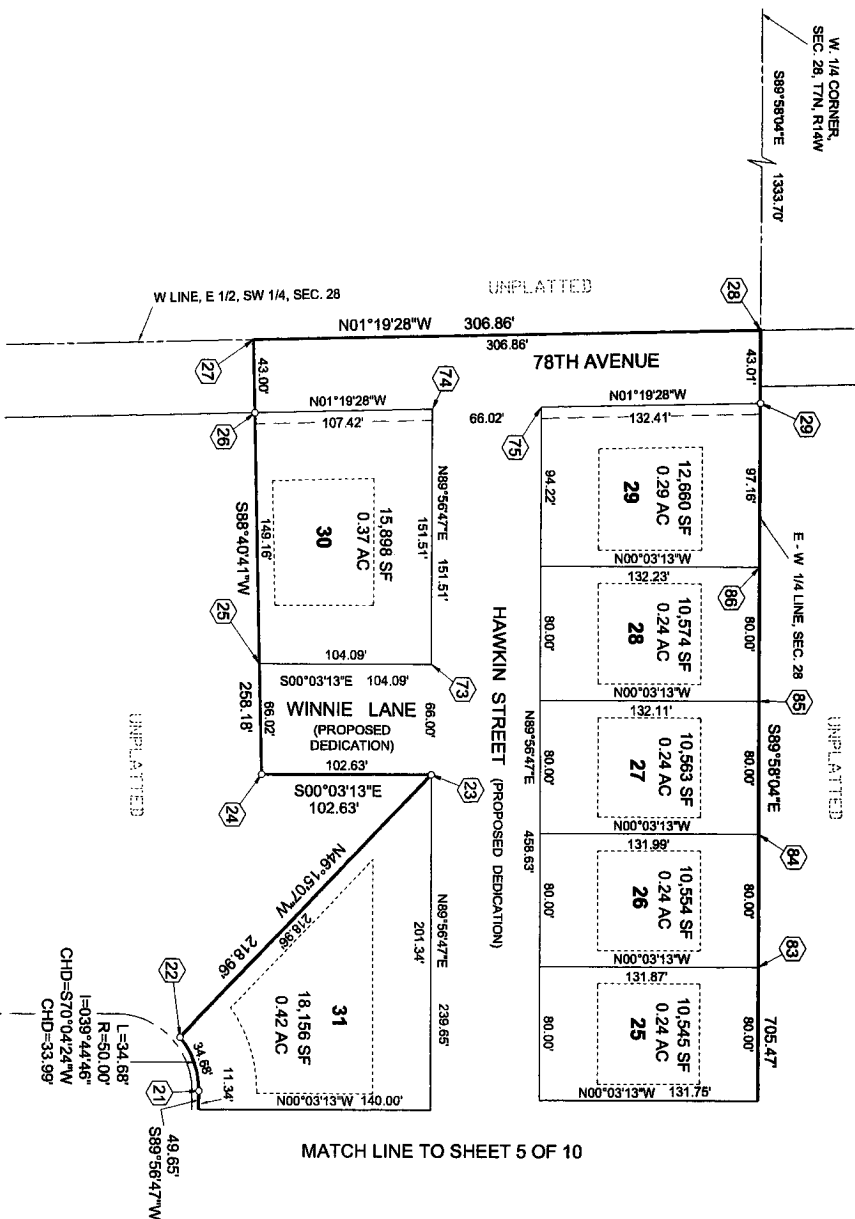 W. 1/4 CORNER,
SEC. 28, T7N, R14W
S89°58'04"E 1333.70'
UNPLATTED
W LINE, E 1/2, SW 1/4, SEC. 28
28
N01°19'28"W 306.86'
306.86'
78TH AVENUE
27
43.01'
29
43.00'
26
N01°19'28"W
132.41'
66.02'
75
74
N01°19'28"W
107.42'
97.16'
E - W 1/4 LINE, SEC. 28
12,660 SF
0.29 AC
29
94.22'
N00°03'13"W
132.23'
86
UNPLATTED
80.00'
10,574 SF
0.24 AC
28
80.00'
N00°03'13"W
132.11'
85
S89°58'04"E
705.47'
80.00'
10,563 SF
0.24 AC
27
80.00'
N00°03'13"W
131.99'
84
80.00'
10,554 SF
0.24 AC
26
80.00'
N00°03'13"W
131.87'
83
80.00'
10,545 SF
0.24 AC
25
80.00'
N00°03'13"W 131.75'
N89°56'47"E 458.63'
HAWKIN STREET (PROPOSED DEDICATION)
N89°56'47"E 151.51'
151.51'
15,898 SF
0.37 AC
30
149.16'
S88°40'41"W 258.18'
25
104.09'
S00°03'13"E 104.09'
73
66.00'
WINNIE LANE
(PROPOSED
DEDICATION)
66.02'
102.63'
S00°03'13"E
102.63'
24
23
UNPLATTED
N89°56'47"E 239.65'
201.34'
N46°15'07"W 218.96'
218.96'
18,156 SF
0.42 AC
31
N00°03'13"W 140.00'
22
34.68'
11.34'
21
L=34.68'
R=50.00'
I=039°44'46"
CHD=S70°04'24"W
CHD=33.99'
49.65'
S89°56'47"W
MATCH LINE TO SHEET 5 OF 10